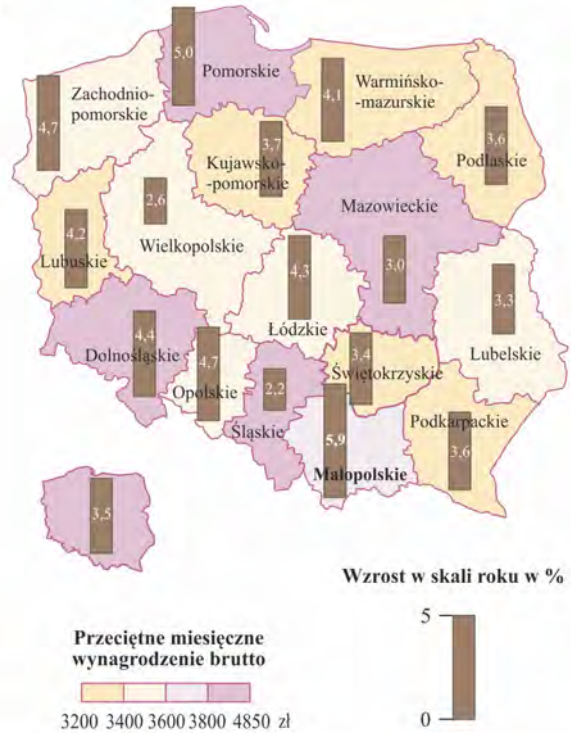 5,0
Pomorskie
Zachodnio-
pomorskie
4,7
4,1
Warmińsko-
-mazurskie
3,7
Kujawsko-
-pomorskie
3,6
Podlaskie
2,6
Wielkopolskie
Mazowieckie
3,0
4,2
Lubuskie
4,3
Łódzkie
3,3
Lubelskie
4,4
Dolnośląskie
4,7
Opolskie
2,2
Śląskie
3,4
Świętokrzyskie
5,9
Małopolskie
Podkarpackie
3,6
3,5
Wzrost w skali roku w %
5
0
Przeciętne miesięczne
wynagrodzenie brutto
3200 3400 3600 3800 4850 zł